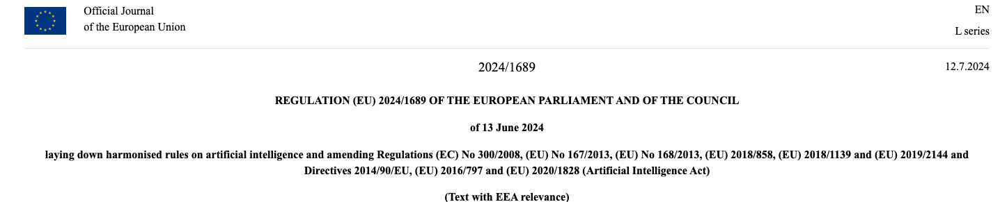 Official Journal
of the European Union
EN
L series
2024/1689
12.7.2024
REGULATION (EU) 2024/1689 OF THE EUROPEAN PARLIAMENT AND OF THE COUNCIL
of 13 June 2024
laying down harmonised rules on artificial intelligence and amending Regulations (EC) No 300/2008, (EU) No 167/2013, (EU) No 168/2013, (EU) 2018/858, (EU) 2018/1139 and (EU) 2019/2144 and
Directives 2014/90/EU, (EU) 2016/797 and (EU) 2020/1828 (Artificial Intelligence Act)
(Text with EEA relevance)